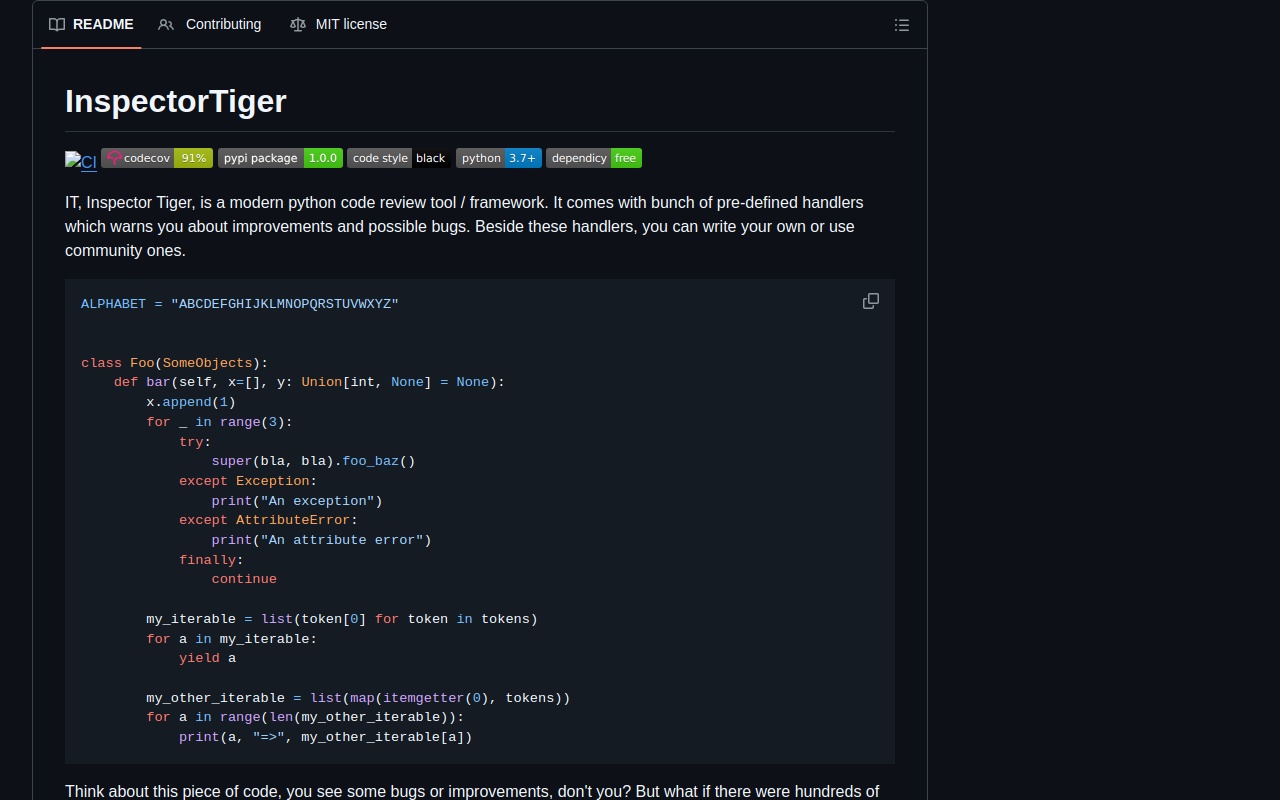 README Contributing MIT license
InspectorTiger
CI codecov 91% pypi package 1.0.0 code style black python 3.7+ dependicy free
IT, Inspector Tiger, is a modern python code review tool / framework. It comes with bunch of pre-defined handlers
which warns you about improvements and possible bugs. Beside these handlers, you can write your own or use
community ones.
ALPHABET = "ABCDEFGHIJKLMNOPQRSTUVWXYZ"
class Foo(SomeObjects):
    def bar(self, x=[], y: Union[int, None] = None):
        x.append(1)
        for _ in range(3):
            try:
                super(bla, bla).foo_baz()
            except Exception:
                print("An exception")
            except AttributeError:
                print("An attribute error")
            finally:
                continue
        my_iterable = list(token[0] for token in tokens)
        for a in my_iterable:
            yield a
        my_other_iterable = list(map(itemgetter(0), tokens))
        for a in range(len(my_other_iterable)):
            print(a, "=>", my_other_iterable[a])
Think about this piece of code, you see some bugs or improvements, don't you? But what if there were hundreds of